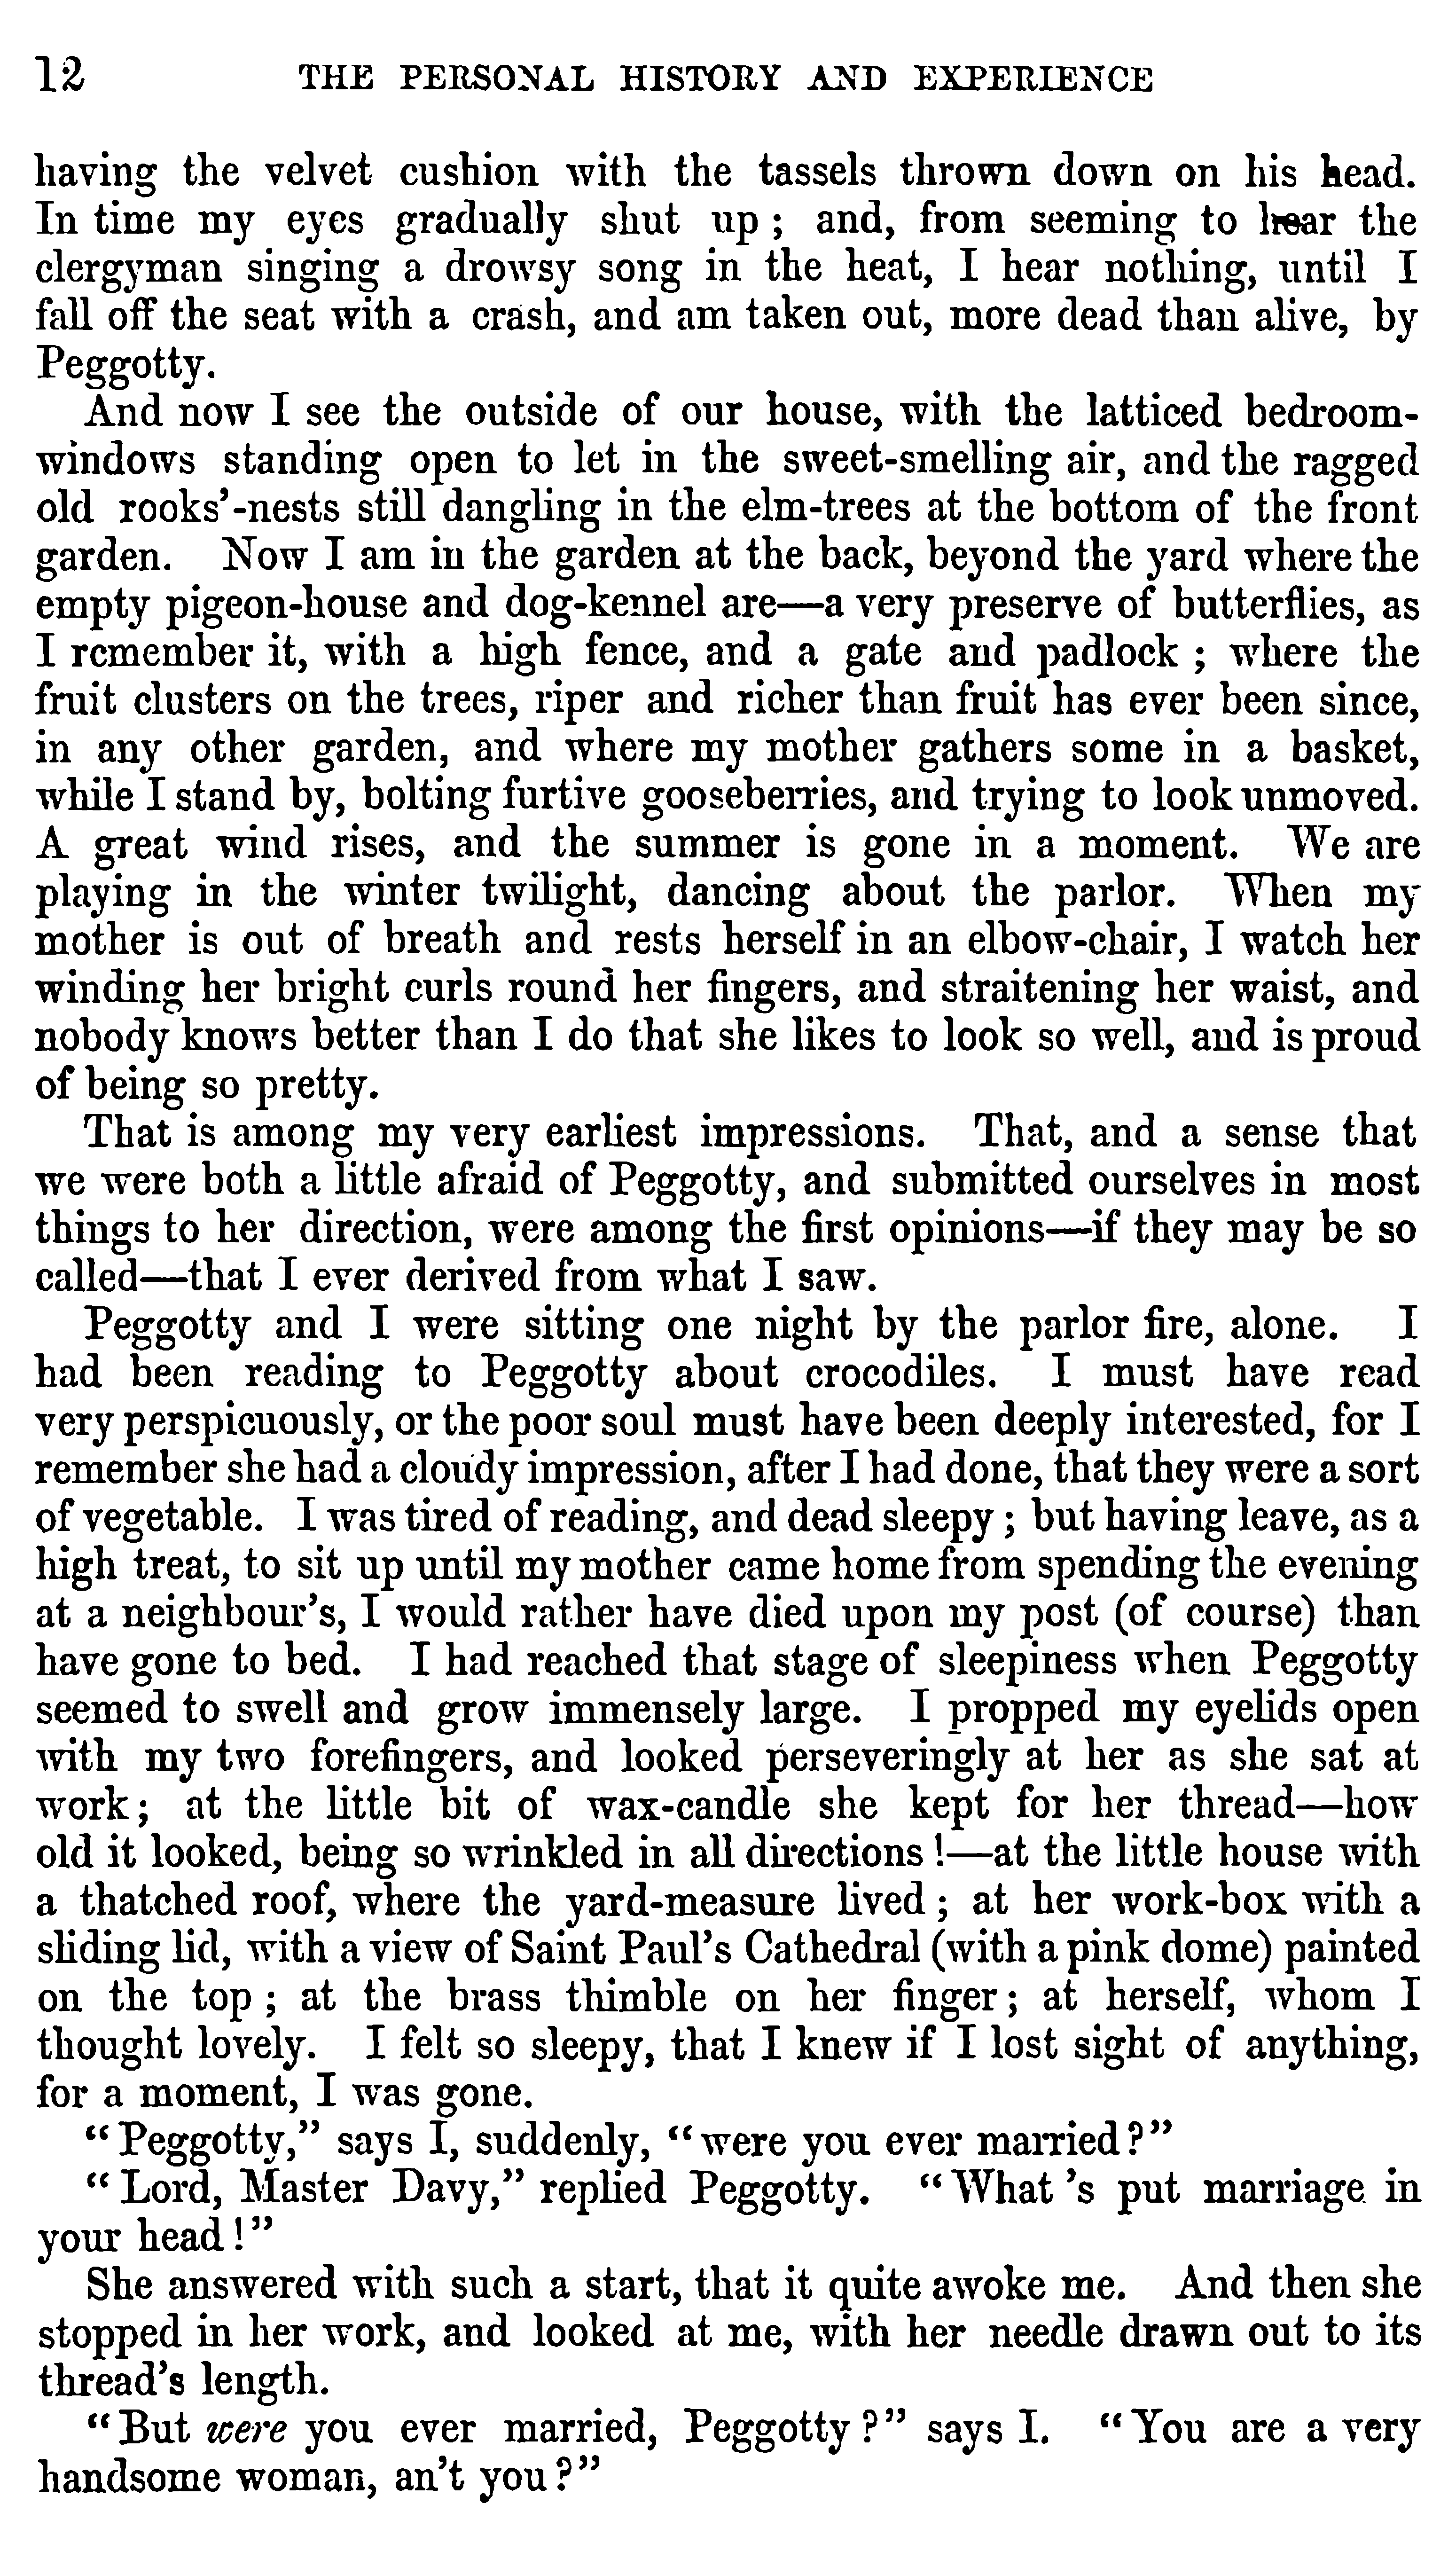 12 THE PERSONAL HISTORY AND EXPERIENCE
having the velvet cushion with the tassels thrown down on his head.
In time my eyes gradually shut up ; and, from seeming to hear the
clergyman singing a drowsy song in the heat, I hear nothing, until I
fall off the seat with a crash, and am taken out, more dead than alive, by
Peggotty.
And now I see the outside of our house, with the latticed bedroom-
windows standing open to let in the sweet-smelling air, and the ragged
old rooks’-nests still dangling in the elm-trees at the bottom of the front
garden. Now I am in the garden at the back, beyond the yard where the
empty pigeon-house and dog-kennel are—a very preserve of butterflies, as
I remember it, with a high fence, and a gate and padlock ; where the
fruit clusters on the trees, riper and richer than fruit has ever been since,
in any other garden, and where my mother gathers some in a basket,
while I stand by, bolting furtive gooseberries, and trying to look unmoved.
A great wind rises, and the summer is gone in a moment. We are
playing in the winter twilight, dancing about the parlor. When my
mother is out of breath and rests herself in an elbow-chair, I watch her
winding her bright curls round her fingers, and straitening her waist, and
nobody knows better than I do that she likes to look so well, and is proud
of being so pretty.
That is among my very earliest impressions. That, and a sense that
we were both a little afraid of Peggotty, and submitted ourselves in most
things to her direction, were among the first opinions—if they may be so
called—that I ever derived from what I saw.
Peggotty and I were sitting one night by the parlor fire, alone. I
had been reading to Peggotty about crocodiles. I must have read
very perspicuously, or the poor soul must have been deeply interested, for I
remember she had a cloudy impression, after I had done, that they were a sort
of vegetable. I was tired of reading, and dead sleepy ; but having leave, as a
high treat, to sit up until my mother came home from spending the evening
at a neighbour’s, I would rather have died upon my post (of course) than
have gone to bed. I had reached that stage of sleepiness when Peggotty
seemed to swell and grow immensely large. I propped my eyelids open
with my two forefingers, and looked perseveringly at her as she sat at
work ; at the little bit of wax-candle she kept for her thread—how
old it looked, being so wrinkled in all directions !—at the little house with
a thatched roof, where the yard-measure lived ; at her work-box with a
sliding lid, with a view of Saint Paul’s Cathedral (with a pink dome) painted
on the top ; at the brass thimble on her finger ; at herself, whom I
thought lovely. I felt so sleepy, that I knew if I lost sight of anything,
for a moment, I was gone.
“ Peggotty,” says I, suddenly, “ were you ever married ?”
“ Lord, Master Davy,” replied Peggotty. “ What ’s put marriage in
your head !”
She answered with such a start, that it quite awoke me. And then she
stopped in her work, and looked at me, with her needle drawn out to its
thread’s length.
“ But were you ever married, Peggotty ?” says I. “ You are a very
handsome woman, an’t you ?”